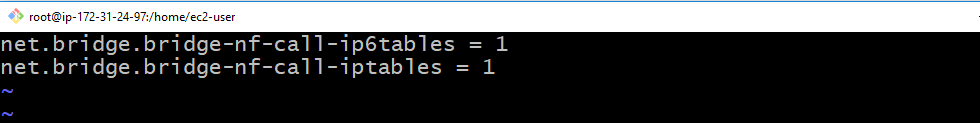 root@ip-172-31-24-97:/home/ec2-user
net.bridge.bridge-nf-call-ip6tables = 1
net.bridge.bridge-nf-call-iptables = 1
~
~